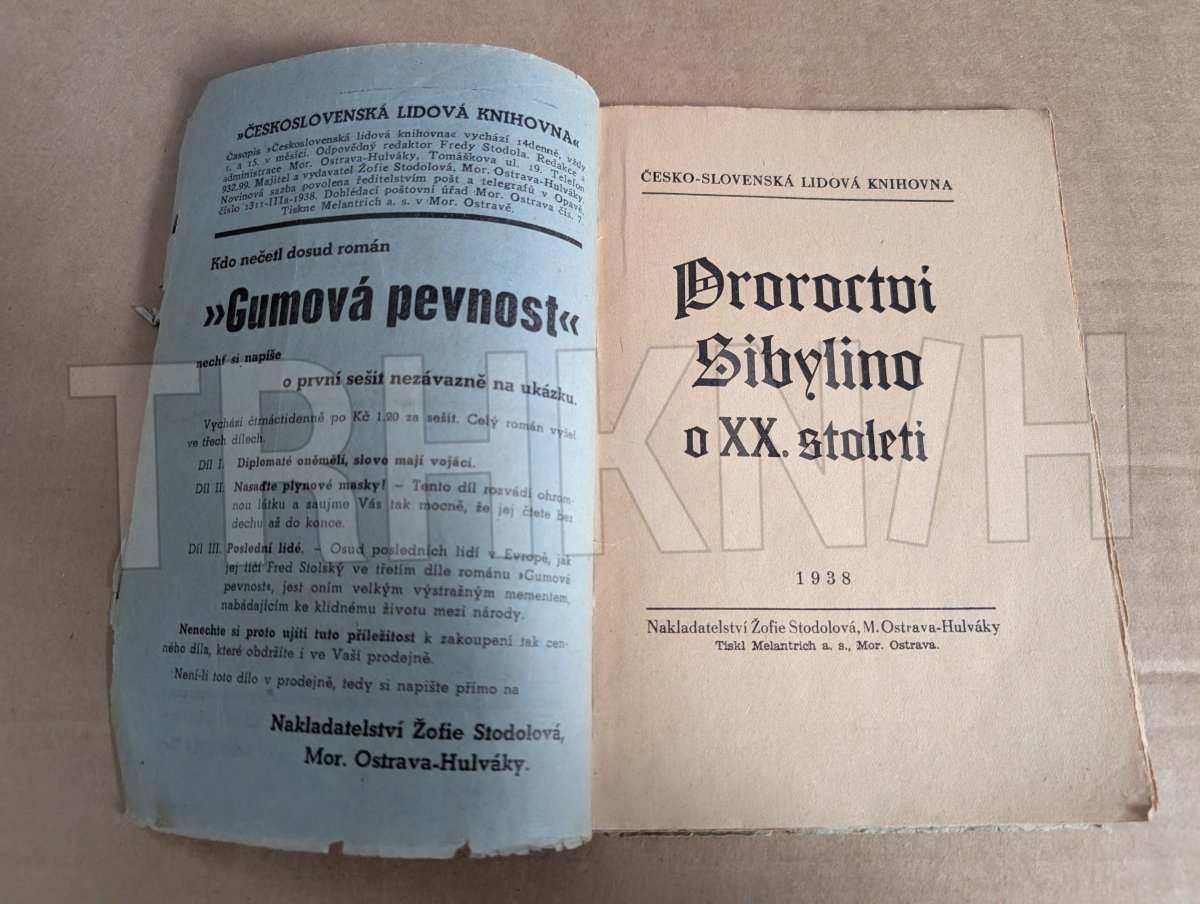 »ČESKOSLOVENSKÁ LIDOVÁ KNIHOVNA«
Časopis »Československá lidová knihovna« vychází 14denně, vždy
1. a 15. v měsíci. Odpovědný redaktor Fredy Stodola. Redakce a
administrace Mor. Ostrava-Hulváky, Tomáškova ul. 19. Telefon
932,99. Majitel a vydavatel Žofie Stodolová, Mor. Ostrava-Hulváky.
Novinová sazba povolena ředitelstvím pošt a telegrafů v Opavě,
číslo 1311-IIIa-1938. Dohlédací poštovní úřad Mor. Ostrava čís. 7.
Tiskne Melantrich a. s. v Mor. Ostravě.
Kdo nečetl dosud román
»Gumová pevnost«
nechť si napíše
o první sešit nezávazně na ukázku.
Vychází čtrnáctidenně po Kč 1.20 za sešit. Celý román vyšel
ve třech dílech.
Díl I. Diplomaté oněměli, slovo mají vojáci.
Díl II. Nasaďte plynové masky! – Tento díl rozvádí ohrom-
nou látku a zaujme Vás tak mocně, že jej čtete bez
dechu až do konce.
Díl III. Poslední lidé. – Osud posledních lidí v Evropě, jak
jej líčí Fred Stolský ve třetím díle románu »Gumová
pevnost«, jest oním velkým výstražným mementem,
nabádajícím ke klidnému životu mezi národy.
Nenechte si proto ujíti tuto příležitost k zakoupení tak cen-
ného díla, které obdržíte i ve Vaší prodejně.
Není-li toto dílo v prodejně, tedy si napište přímo na
Nakladatelství Žofie Stodolová,
Mor. Ostrava-Hulváky.
ČESKO-SLOVENSKÁ LIDOVÁ KNIHOVNA
Proroctvi
Sibylino
o XX. stoleti
1938
Nakladatelství Žofie Stodolová, M. Ostrava-Hulváky
Tiskl Melantrich a. s., Mor. Ostrava.
TRHKNIH